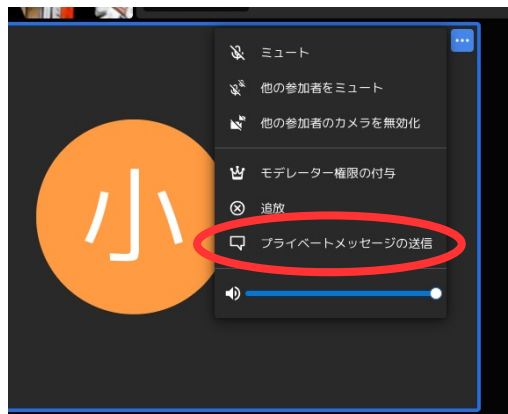 ミュート
他の参加者をミュート
他の参加者のカメラを無効化
小
モデレーター権限の付与
追放
プライベートメッセージの送信